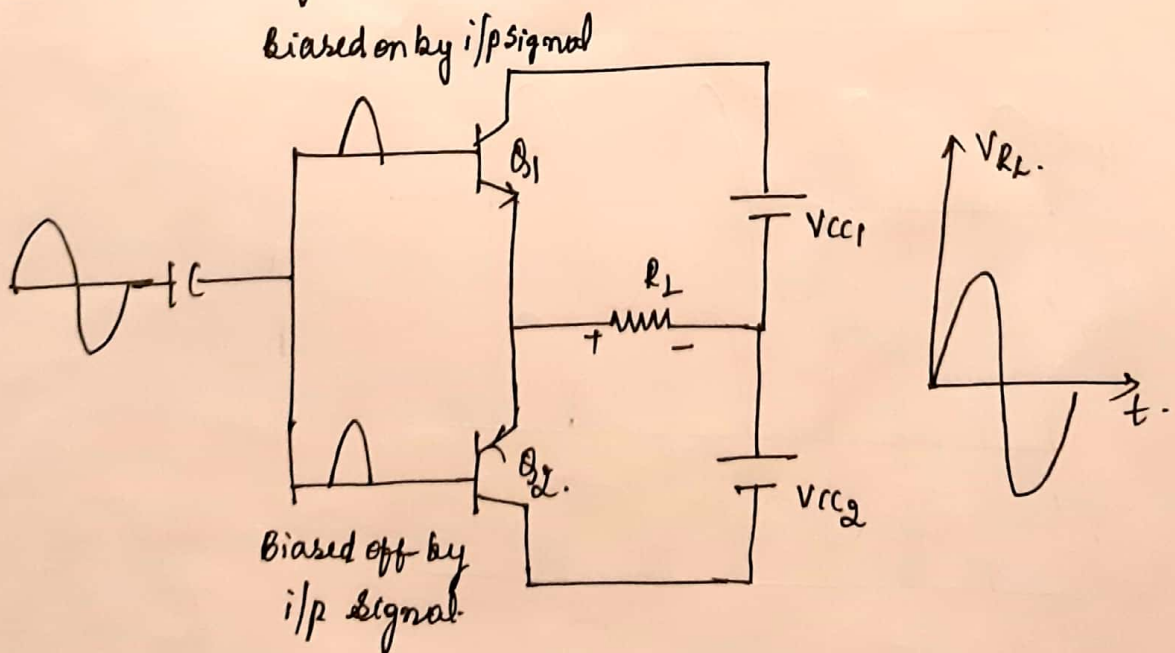 Biased on by i/p signal
Q1
VCC1
VRL.
RL
+ -
t.
Q2.
VCC2
Biased off by
i/p signal.